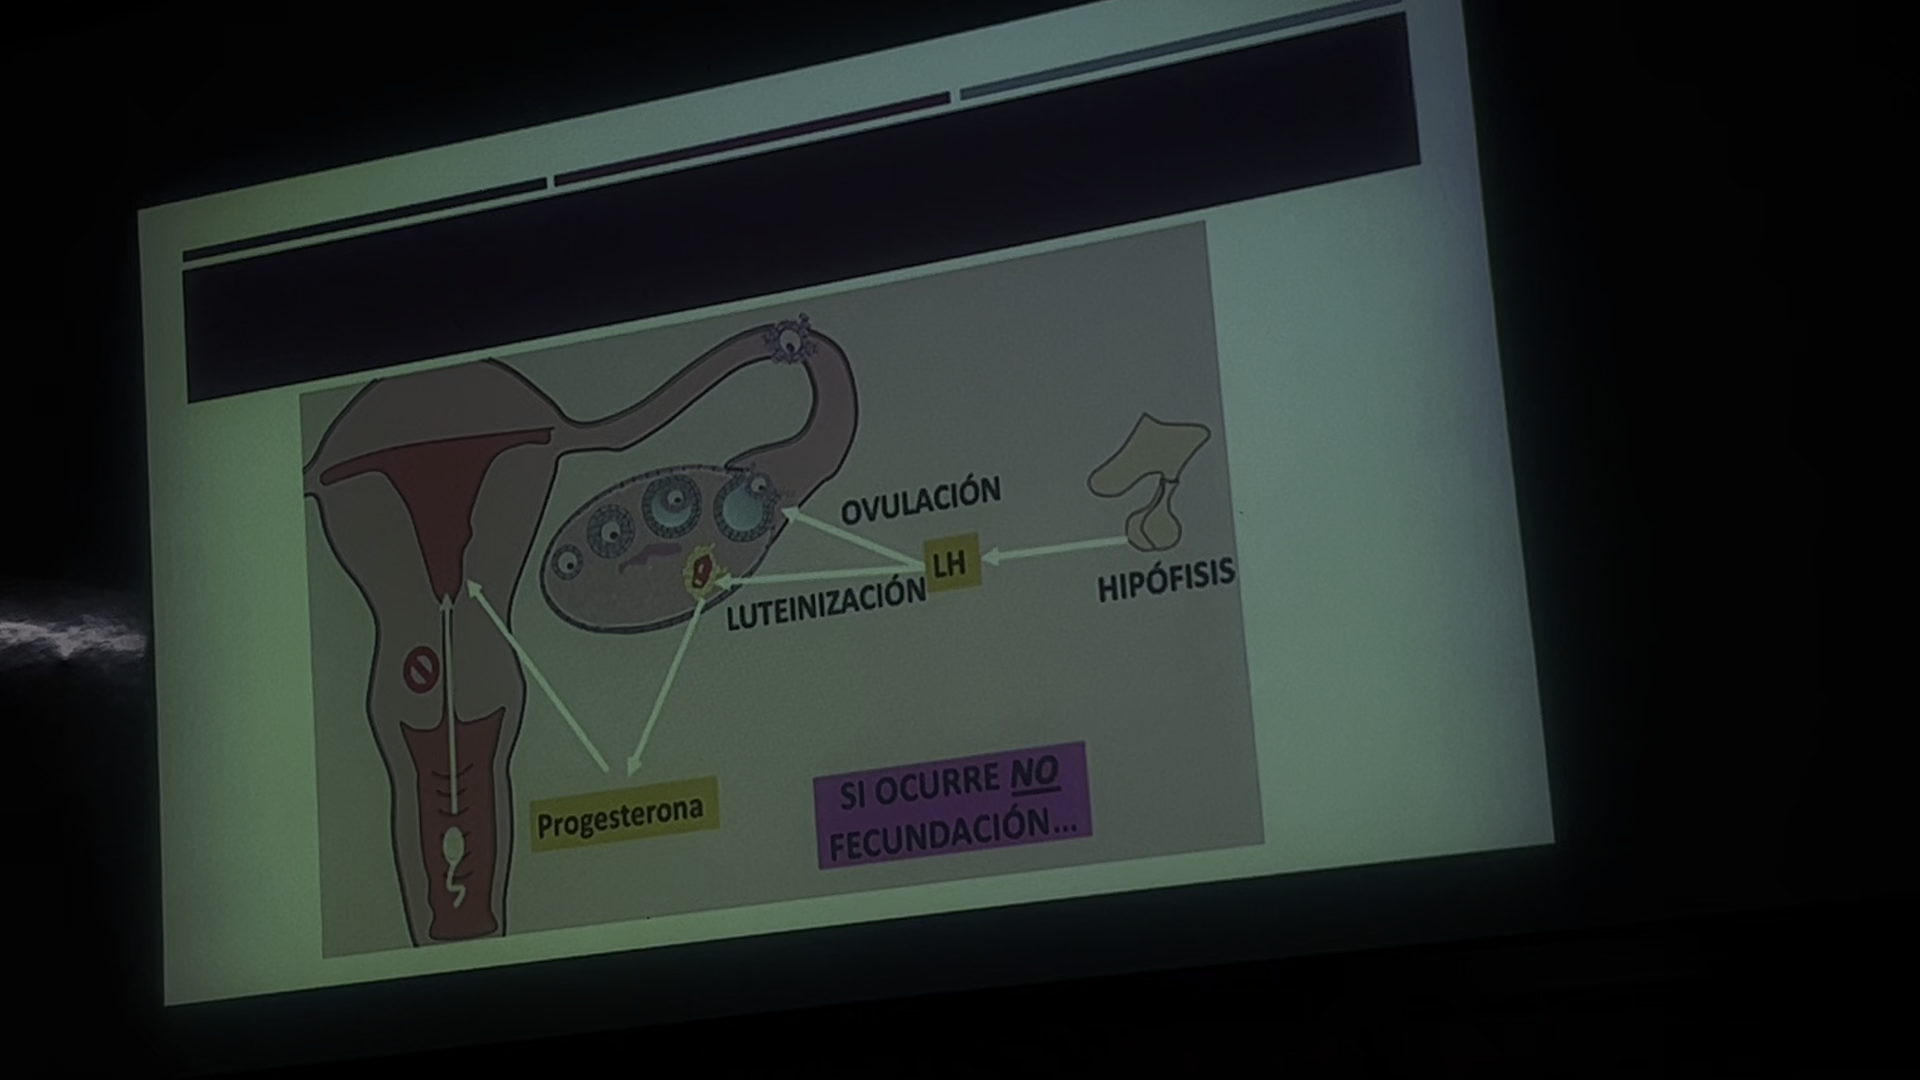 OVULACIÓN
LH
HIPÓFISIS
LUTEINIZACIÓN
Progesterona
SI OCURRE NO
FECUNDACIÓN...